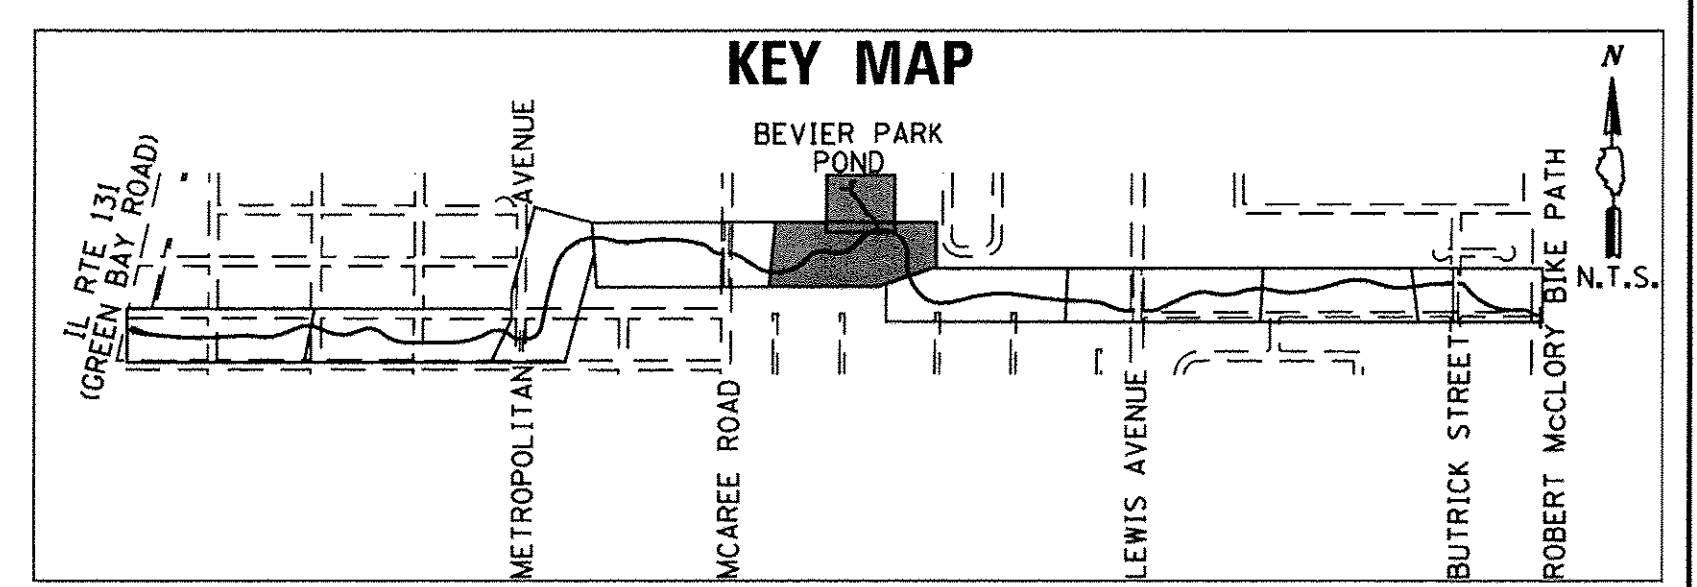 KEY MAP
N
N.T.S.
BEVIER PARK
POND
IL RTE 131
(GREEN BAY ROAD)
METROPOLITAN AVENUE
MCAREE ROAD
LEWIS AVENUE
BUTRICK STREET
ROBERT McCLORY BIKE PATH